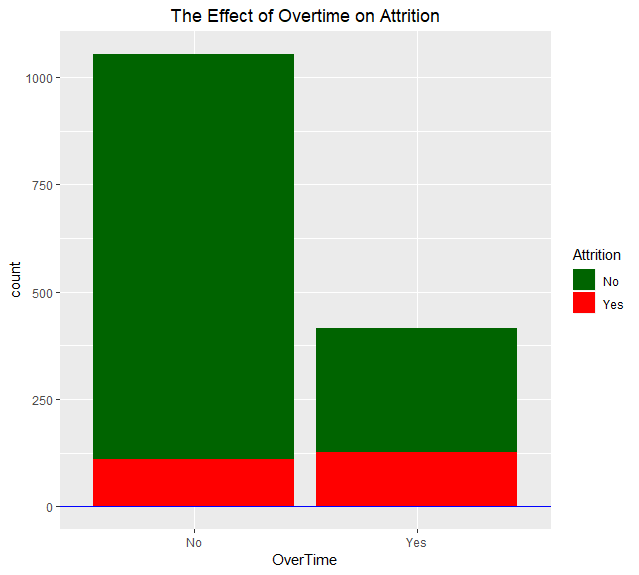 The Effect of Overtime on Attrition
1000
750
500
250
0
count
No
Yes
OverTime
Attrition
No
Yes